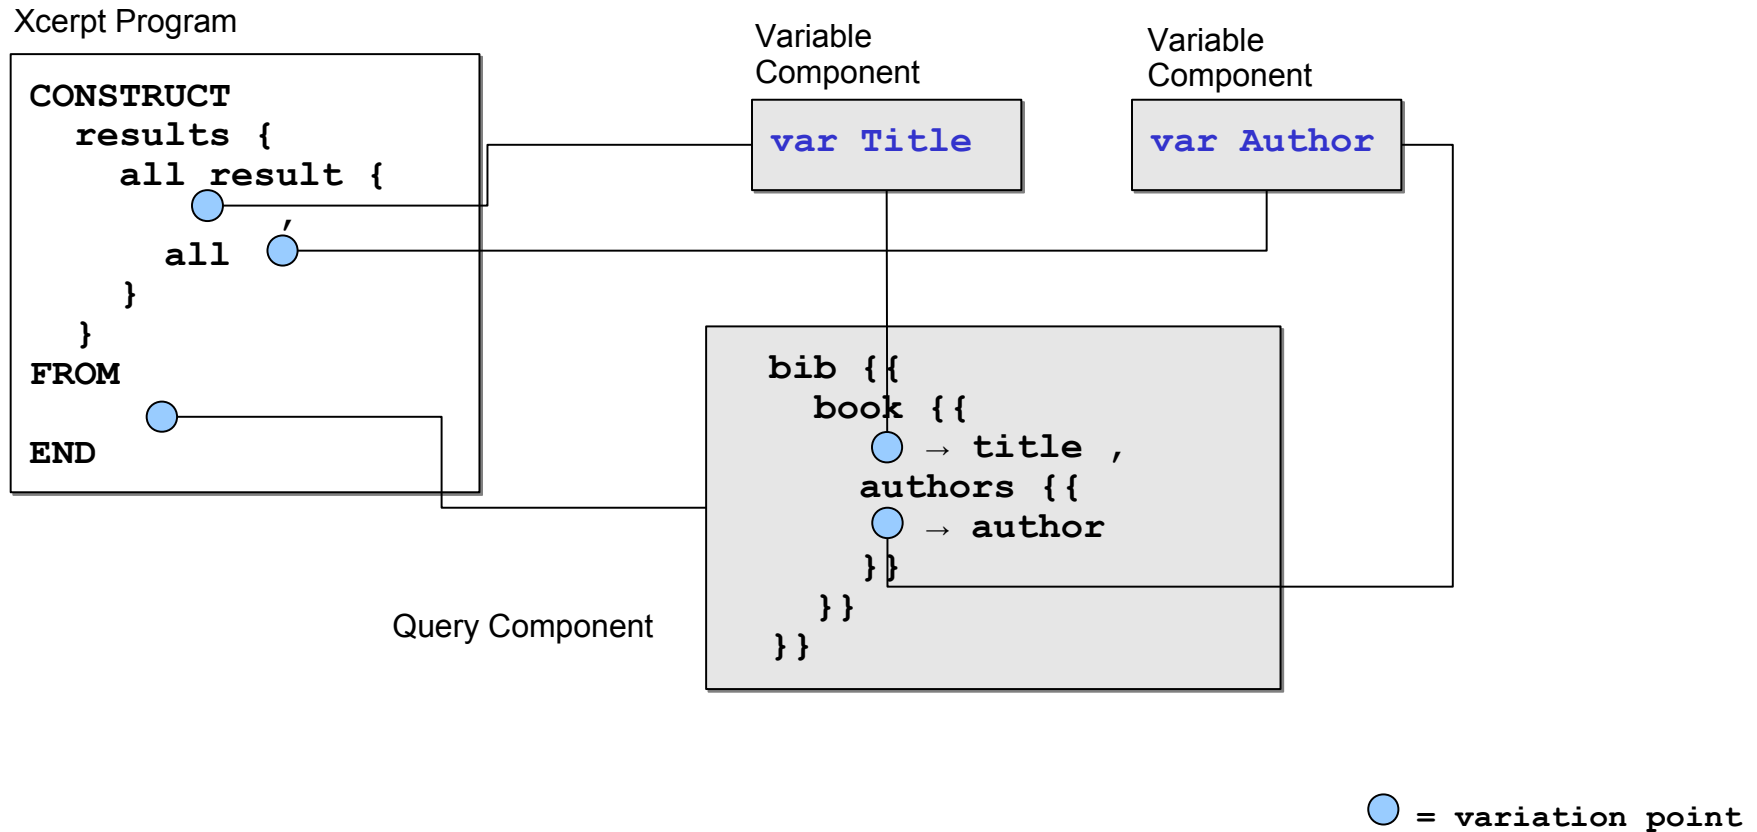 Xcerpt Program
CONSTRUCT
results {
all result {
,
all
}
}
FROM
END
Variable
Component
var Title
Variable
Component
var Author
bib {{
book {{
→ title ,
authors {{
→ author
}}
}}
}}
Query Component
= variation point